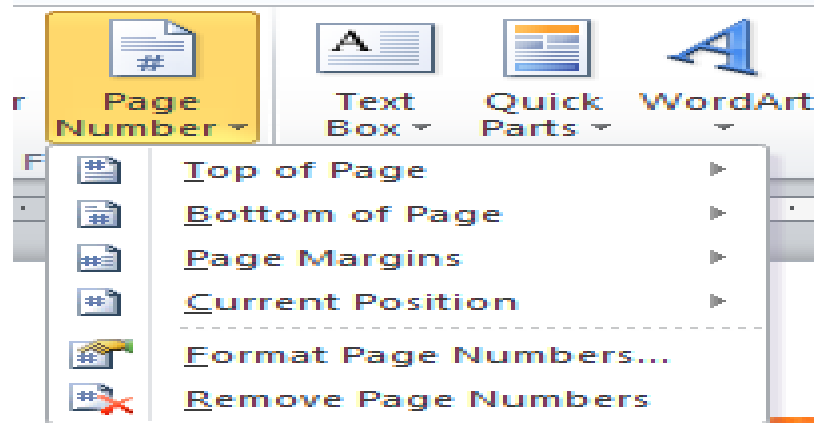 r Page Number Text Box Quick Parts WordArt
F
Top of Page
Bottom of Page
Page Margins
Current Position
Format Page Numbers...
Remove Page Numbers